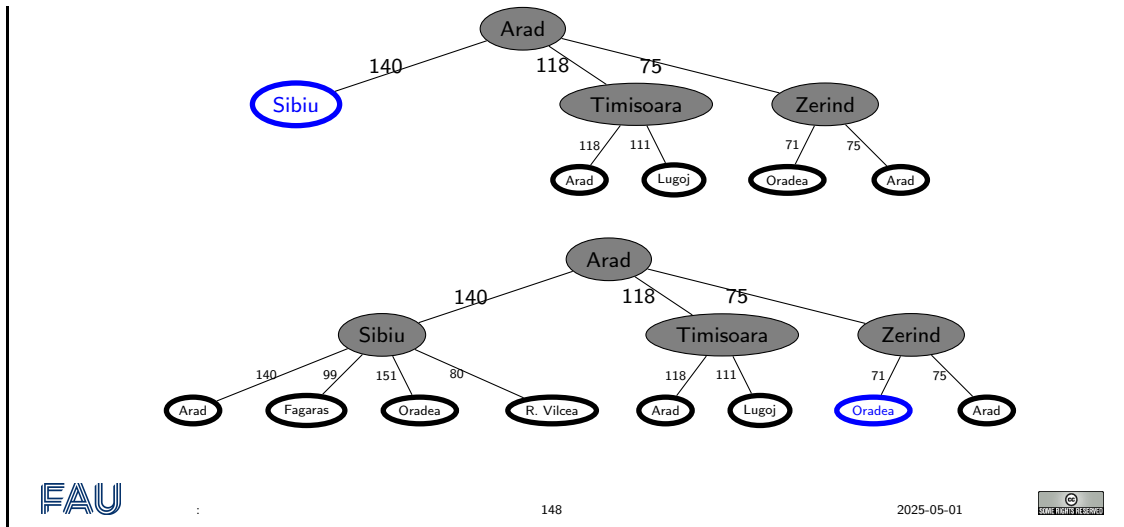 Arad
140 118 75
Sibiu Timisoara Zerind
118 111 71 75
Arad Lugoj Oradea Arad
Arad
140 118 75
Sibiu Timisoara Zerind
140 99 151 80 118 111 71 75
Arad Fagaras Oradea R. Vilcea Arad Lugoj Oradea Arad
FAU : 148 2025-05-01 cc
SOME RIGHTS RESERVED